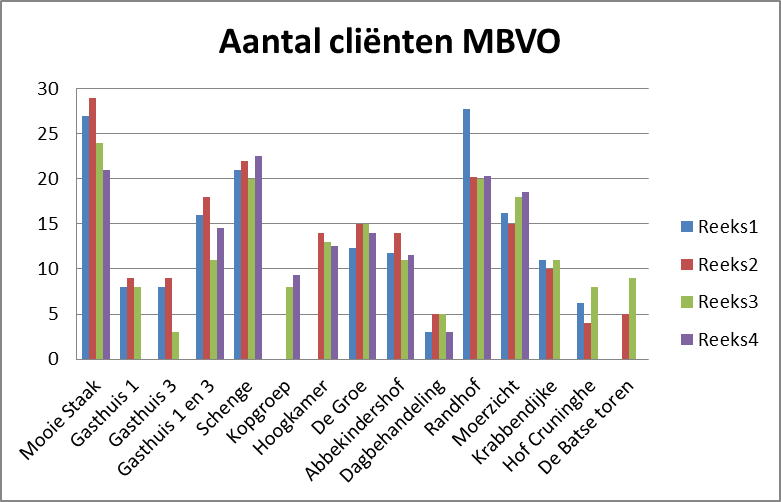 Aantal cliënten MBVO
30
25
20
15
10
5
0
Mooie Staak
Gasthuis 1
Gasthuis 3
Gasthuis 1 en 3
Schenge
Kopgroep
Hoogkamer
De Groe
Abbekindershof
Dagbehandeling
Randhof
Moerzicht
Krabbendijke
Hof Cruninghe
De Batse toren
Reeks1
Reeks2
Reeks3
Reeks4